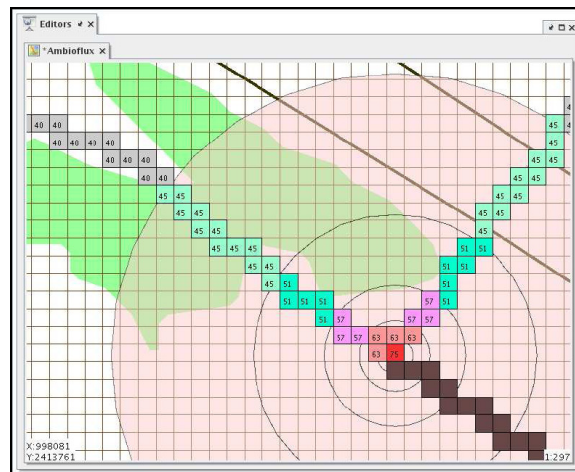 Editors
*Ambioflux
40 40 45
40 40 40 40 45
40 40 40 45 45
40 40 45 45
45 45 45 45
45 45 45 45
45 45 45
45 45 45 51 51
45 45 51 51
45 51 51
51 51 51 57 51
51 57 57 57
57 57 63 63 63
63 75
X:998081
Y:2413761
1:297